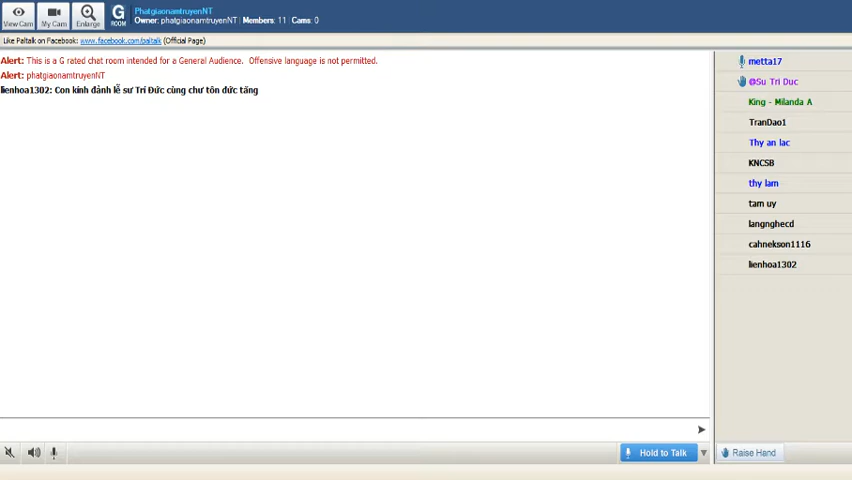 View Cam
My Cam
Enlarge
G
ROOM
PhatgiaonamtruyenNT
Owner: phatgiaonamtruyenNT | Members: 11 | Cams: 0
Like Paltalk on Facebook: www.facebook.com/paltalk (Official Page)
Alert: This is a G rated chat room intended for a General Audience. Offensive language is not permitted.
Alert: phatgiaonamtruyenNT
lienhoa1302: Con kính đảnh lễ sư Trí Đức cùng chư tôn đức tăng
metta17
@Su Tri Duc
King - Milanda A
TranDao1
Thy an lac
KNCSB
thy lam
tam uy
langnghecd
cahnekson1116
lienhoa1302
Hold to Talk
Raise Hand